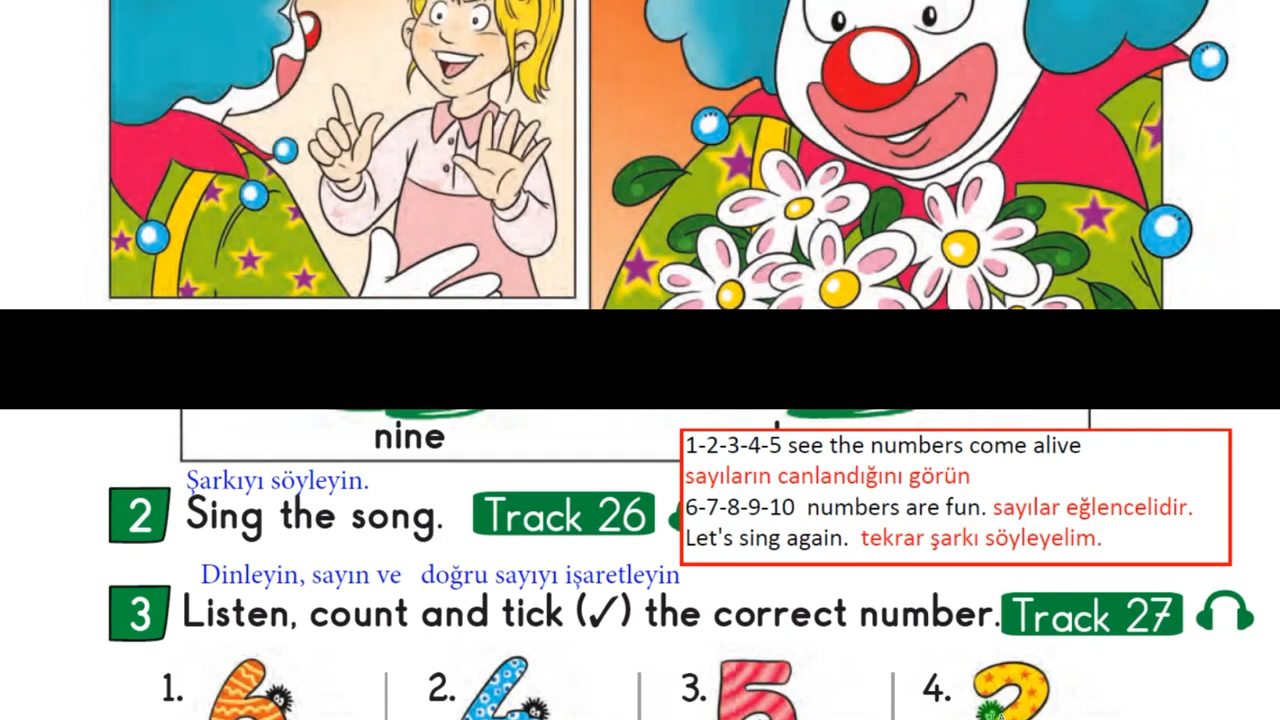 nine
1-2-3-4-5 see the numbers come alive
sayıların canlandığını görün
6-7-8-9-10 numbers are fun. sayılar eğlencelidir.
Let's sing again. tekrar şarkı söyleyelim.
Şarkıyı söyleyin.
2 Sing the song. Track 26
Dinleyin, sayın ve doğru sayıyı işaretleyin
3 Listen, count and tick (✓) the correct number. Track 27
1. 2. 3. 5 4.